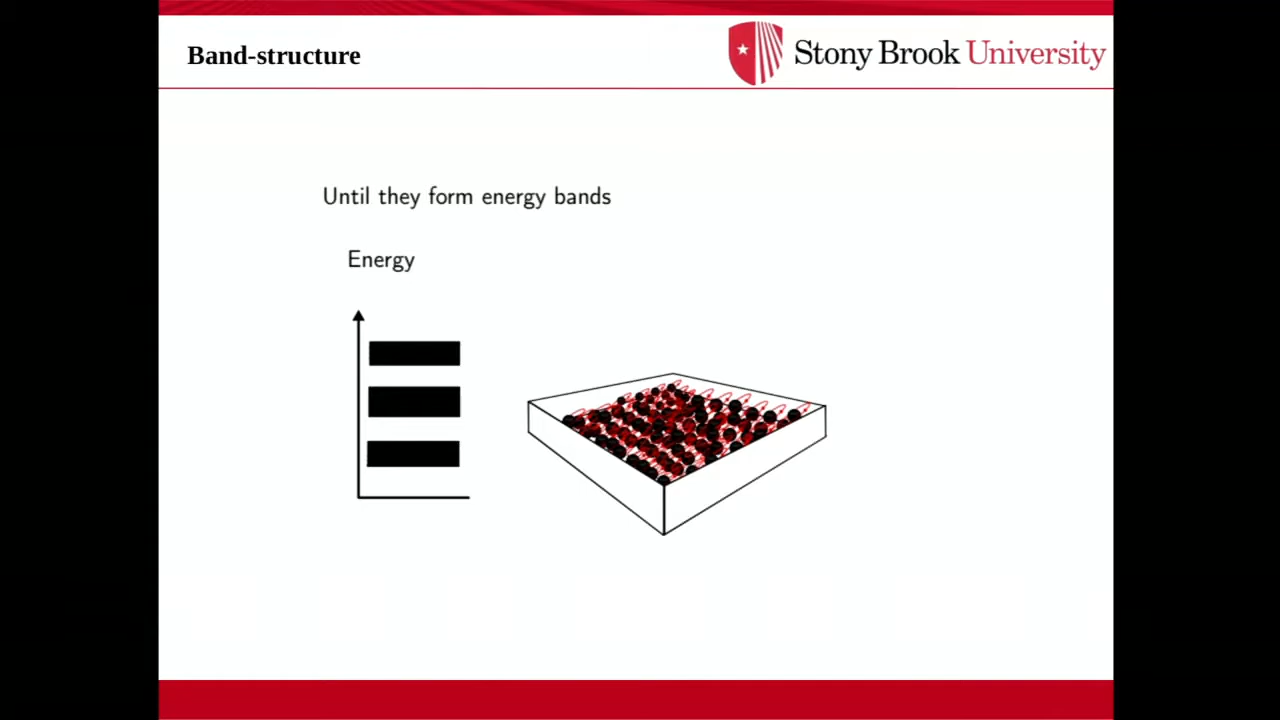 Band-structure
Stony Brook University
Until they form energy bands
Energy